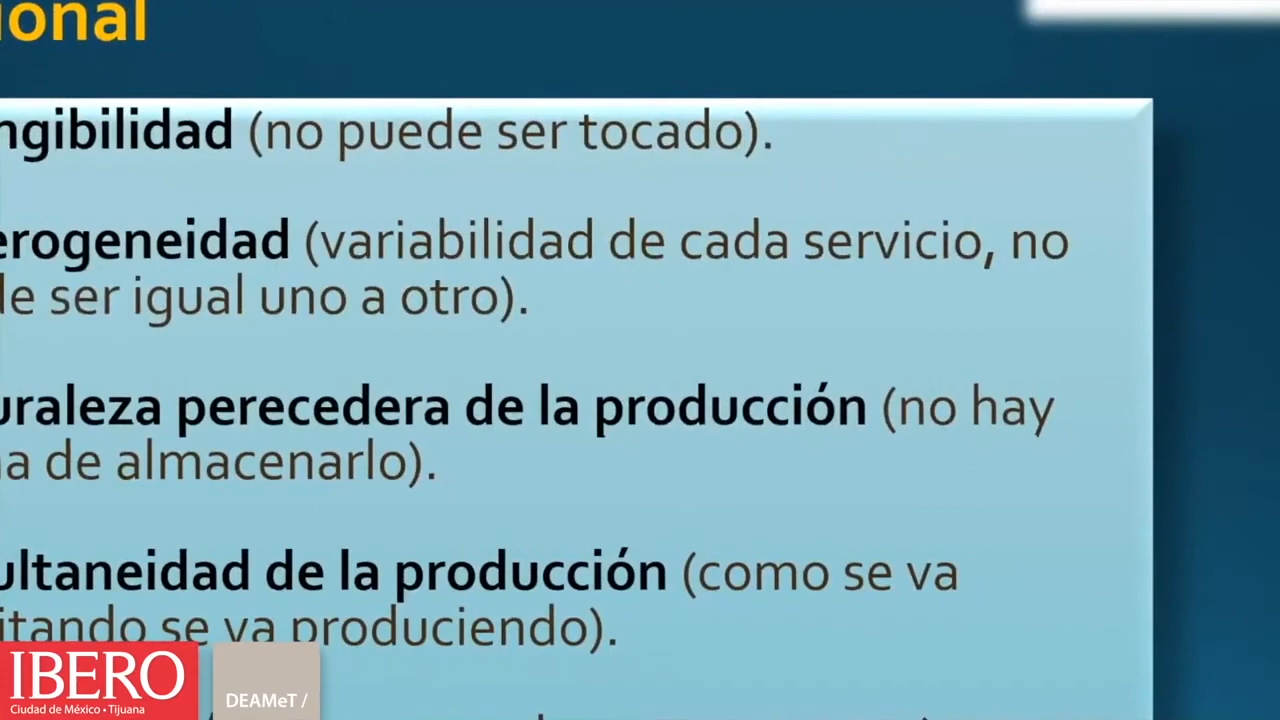 ional
ngibilidad (no puede ser tocado).
erogeneidad (variabilidad de cada servicio, no
de ser igual uno a otro).
uraleza perecedera de la producción (no hay
a de almacenarlo).
ultaneidad de la producción (como se va
itando se va produciendo).
IBERO
Ciudad de México • Tijuana
DEAMeT /